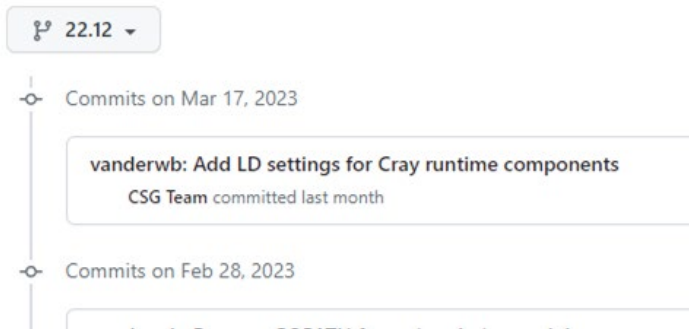 22.12
Commits on Mar 17, 2023
vanderwb: Add LD settings for Cray runtime components
CSG Team committed last month
Commits on Feb 28, 2023